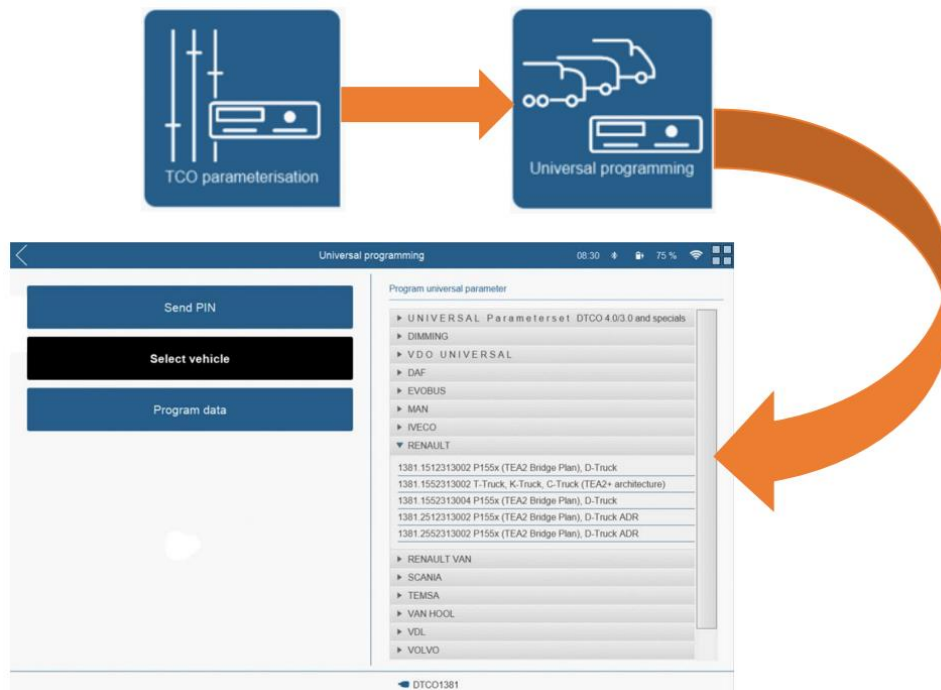 TCO parameterisation
Universal programming
Universal programming
08:30
75 %
Send PIN
Select vehicle
Program data
Program universal parameter
UNIVERSAL Parameterset DTCO 4.0/3.0 and specials
DIMMING
VDO UNIVERSAL
DAF
EVOBUS
MAN
IVECO
RENAULT
1381.1512313002 P155x (TEA2 Bridge Plan), D-Truck
1381.1552313002 T-Truck, K-Truck, C-Truck (TEA2+ architecture)
1381.1552313004 P155x (TEA2 Bridge Plan), D-Truck
1381.2512313002 P155x (TEA2 Bridge Plan), D-Truck ADR
1381.2552313002 P155x (TEA2 Bridge Plan), D-Truck ADR
RENAULT VAN
SCANIA
TEMSA
VAN HOOL
VDL
VOLVO
DTCO1381